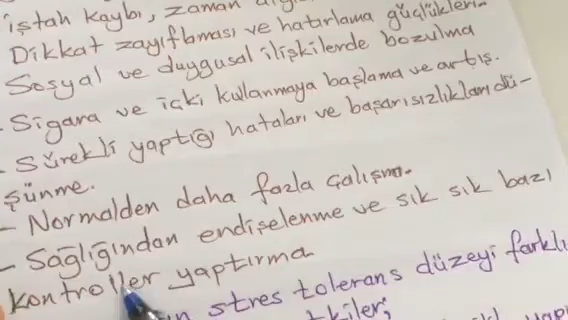 iştah kaybı, zaman
Dikkat zayıflaması ve hatırlama güçlükleri-
Sosyal ve duygusal ilişkilerde bozulma
- Sigara ve içki kullanmaya başlama ve artış.
- Sürekli yaptığı hataları ve başarısızlıkları dü-
şünme.
- Normalden daha fazla çalışma.
- Sağlığından endişelenme ve sık sık bazı
kontroller yaptırma
stres tolerans düzeyi farklı